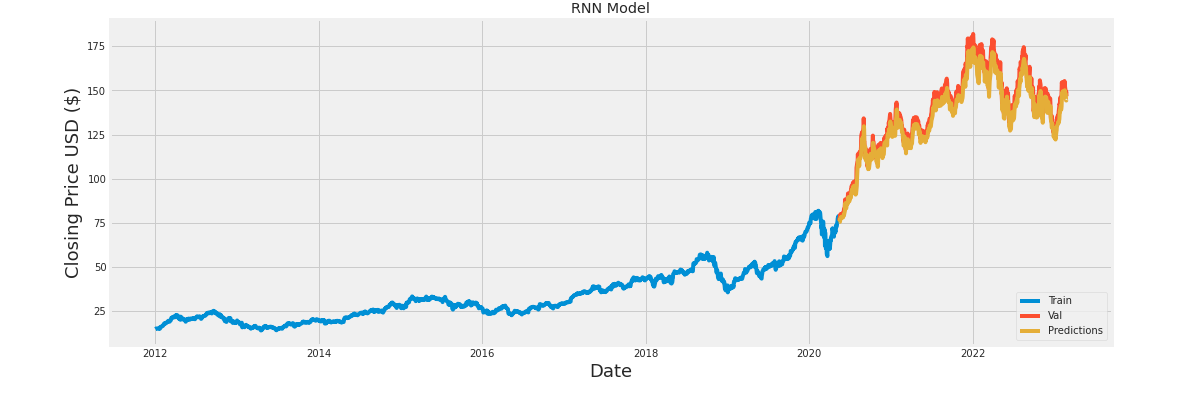 RNN Model
Closing Price USD ($)
175
150
125
100
75
50
25
2012
2014
2016
2018
2020
2022
Date
Train
Val
Predictions